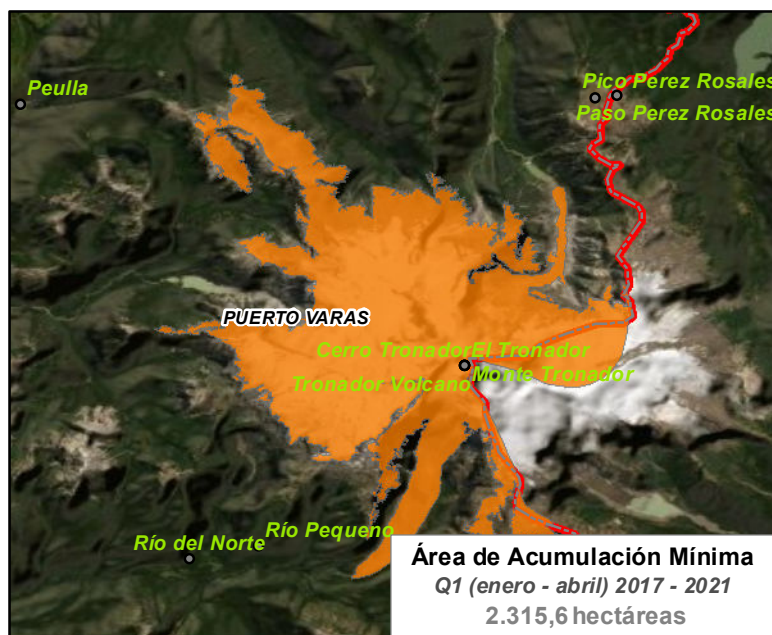 Peulla
Pico Perez Rosales
Paso Perez Rosales
PUERTO VARAS
Cerro Tronador El Tronador
Tronador Volcano Monte Tronador
Río Pequeno
Río del Norte
Área de Acumulación Mínima
Q1 (enero - abril) 2017 - 2021
2.315,6 hectáreas